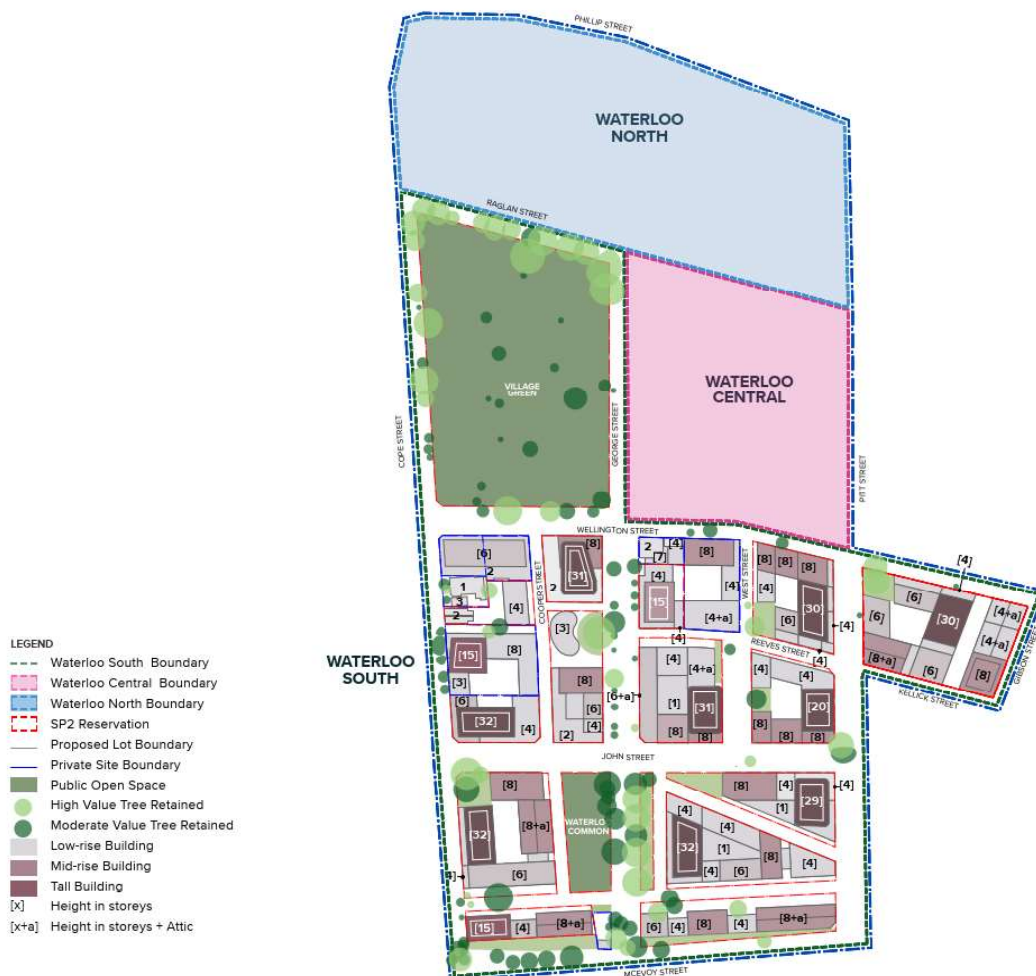 PHILLIP STREET
WATERLOO
NORTH
RAGLAN STREET
VILLAGE
GREEN
WATERLOO
CENTRAL
COPE STREET
GEORGE STREET
PITT STREET
WELLINGTON STREET
[6]
2
1
3
2
[4]
[15]
[3]
[8]
[6]
[32]
[4]
COOPER STREET
[8]
[31]
2
[3]
[8]
[6]
[4]
[2]
2
[4]
[7]
[8]
[4]
[15]
[4]
[4+a]
[4]
WEST STREET
[8]
[8]
[8]
[4]
[30]
[6]
[4]
[4]
REEVES STREET
[4]
[6]
[6]
[30]
[4+a]
[4+a]
[8+a]
[6]
[8]
GIBSON STREET
KELLICK STREET
WATERLOO
SOUTH
[6+a]
[4]
[4+a]
[1]
[31]
[8]
[8]
[4]
[4]
[20]
[8]
[8]
[8]
JOHN STREET
[8]
[32]
[8+a]
[6]
4]
WATERLO
COMMON
[8]
[4]
[1]
[29]
[4]
[4]
[4]
[32]
[1]
[8]
[4]
[6]
[4]
[15]
[4]
[8+a]
[6]
[4]
[8]
[4]
[8+a]
MCEVOY STREET
LEGEND
Waterloo South Boundary
Waterloo Central Boundary
Waterloo North Boundary
SP2 Reservation
Proposed Lot Boundary
Private Site Boundary
Public Open Space
High Value Tree Retained
Moderate Value Tree Retained
Low-rise Building
Mid-rise Building
Tall Building
[x] Height in storeys
[x+a] Height in storeys + Attic